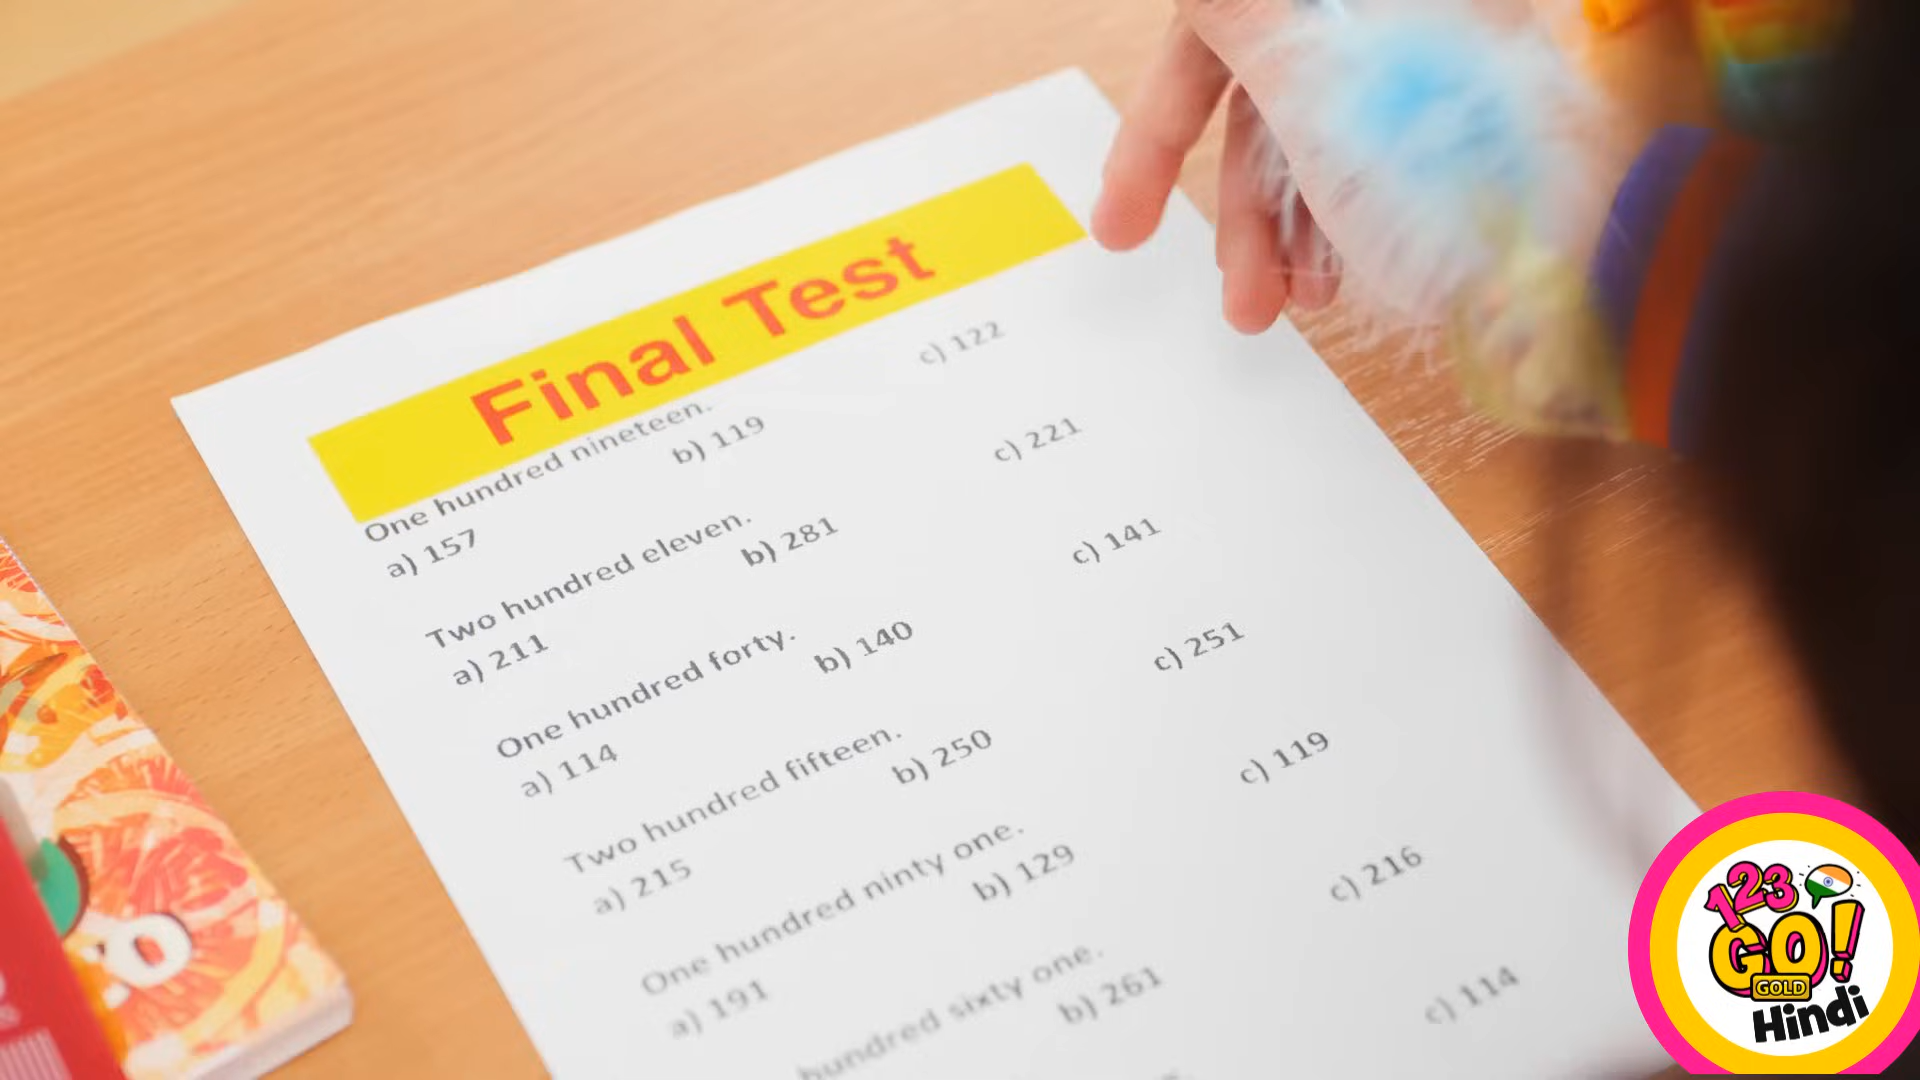 Final Test
One hundred nineteen.
a) 157 b) 119 c) 122
Two hundred eleven.
a) 211 b) 281 c) 221
One hundred forty.
a) 114 b) 140 c) 141
Two hundred fifteen.
a) 215 b) 250 c) 251
One hundred ninty one.
a) 191 b) 129 c) 119
hundred sixty one.
b) 261 c) 216
c) 114
123
GO!
GOLD
Hindi